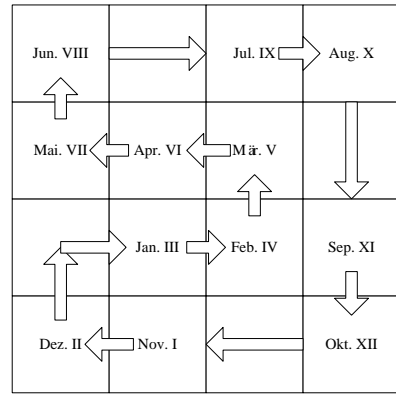 Jun. VIII Jul. IX Aug. X
Mai. VII Apr. VI Mär. V
Jan. III Feb. IV Sep. XI
Dez. II Nov. I Okt. XII